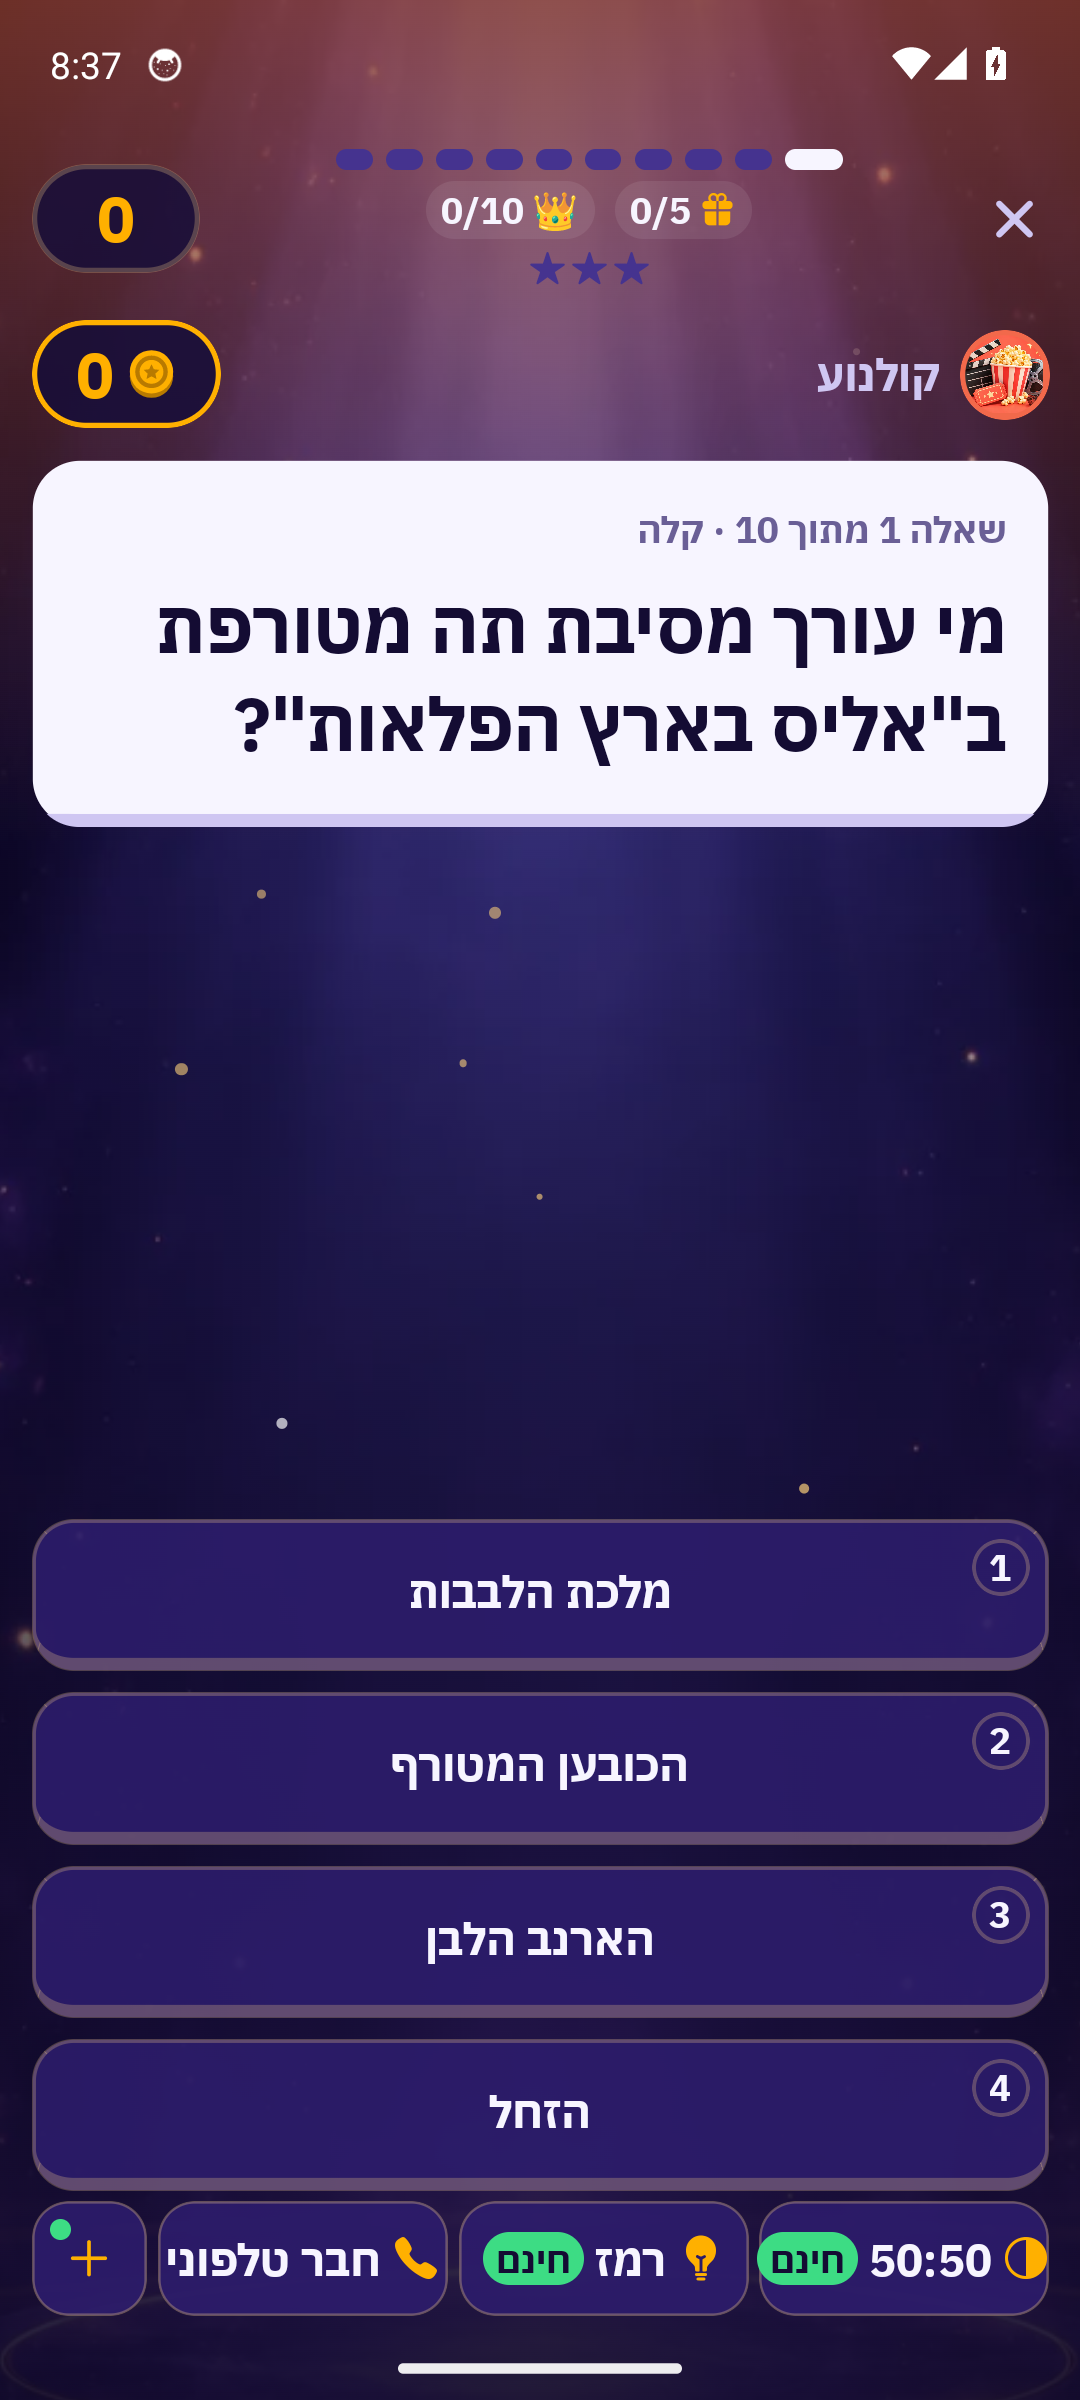 8:37
0
0/10
0/5
0
קולנוע
שאלה 1 מתוך 10 · קלה
מי עורך מסיבת תה מטורפת
ב"אליס בארץ הפלאות"?
1
מלכת הלבבות
2
הכובען המטורף
3
הארנב הלבן
4
הזחל
50:50 חינם
רמז חינם
חבר טלפוני